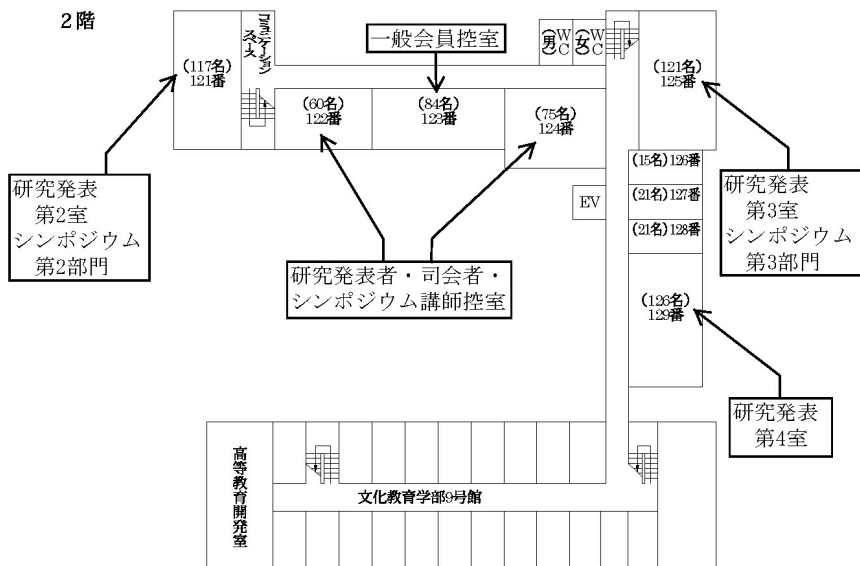 2階
コミュニケーション
スペース
一般会員控室
WC
(男)
WC
(女)
(117名)
121番
(60名)
122番
(84名)
123番
(75名)
124番
(121名)
125番
(15名)126番
(21名)127番
(21名)128番
EV
(126名)
129番
研究発表
第2室
シンポジウム
第2部門
研究発表者・司会者・
シンポジウム講師控室
研究発表
第3室
シンポジウム
第3部門
研究発表
第4室
高等教育開発室
文化教育学部9号館